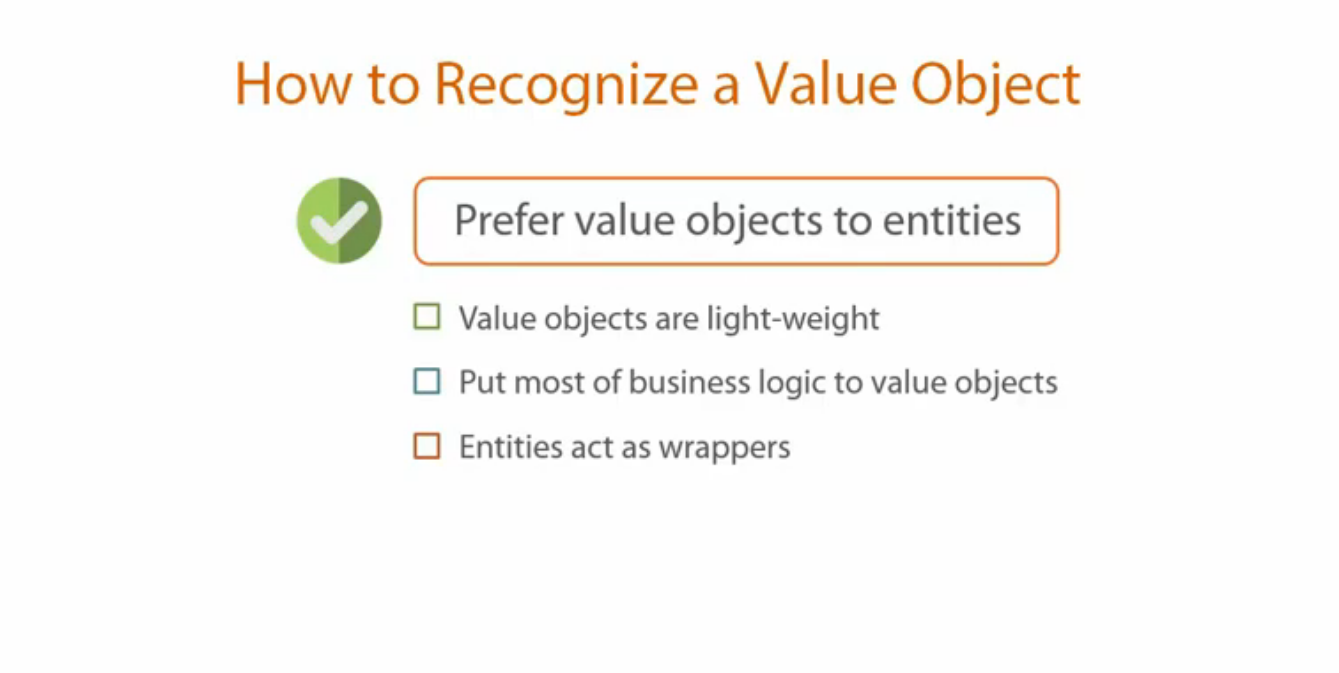 How to Recognize a Value Object
Prefer value objects to entities
Value objects are light-weight
Put most of business logic to value objects
Entities act as wrappers